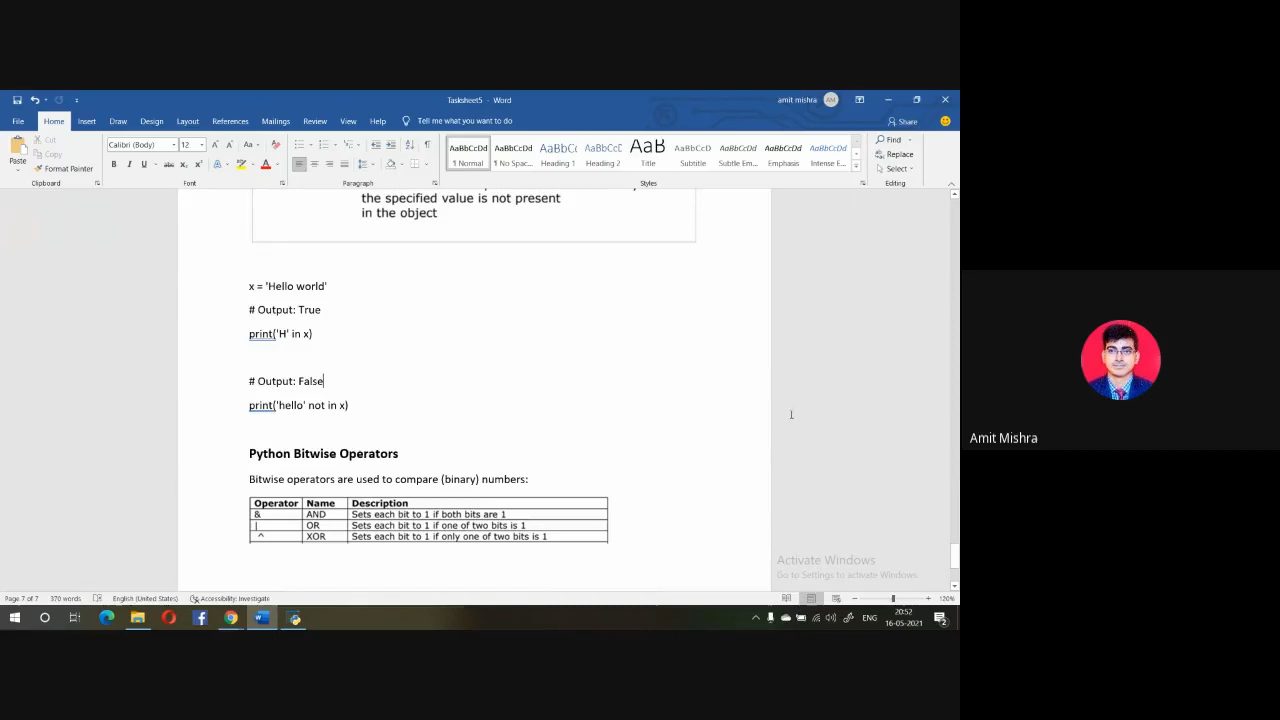 Tasksheet5 - Word
amit mishra AM
File Home Insert Draw Design Layout References Mailings Review View Help Tell me what you want to do Share
Paste
Cut
Copy
Format Painter
Clipboard
Calibri (Body) 12
Font
Paragraph
AaBbCcDd AaBbCcDd AaBbC( AaBbCcE AaB AaBbCcD AaBbCcDd AaBbCcDd AaBbCcDd
¶ Normal ¶ No Spac... Heading 1 Heading 2 Title Subtitle Subtle Em... Emphasis Intense E...
Styles
Find
Replace
Select
Editing
the specified value is not present
in the object
x = 'Hello world'
# Output: True
print('H' in x)
# Output: False
print('hello' not in x)
Python Bitwise Operators
Bitwise operators are used to compare (binary) numbers:
Operator Name Description
& AND Sets each bit to 1 if both bits are 1
| OR Sets each bit to 1 if one of two bits is 1
^ XOR Sets each bit to 1 if only one of two bits is 1
Activate Windows
Go to Settings to activate Windows.
Page 7 of 7 370 words English (United States) Accessibility: Investigate 120%
ENG
20:52
16-05-2021
2
Amit Mishra